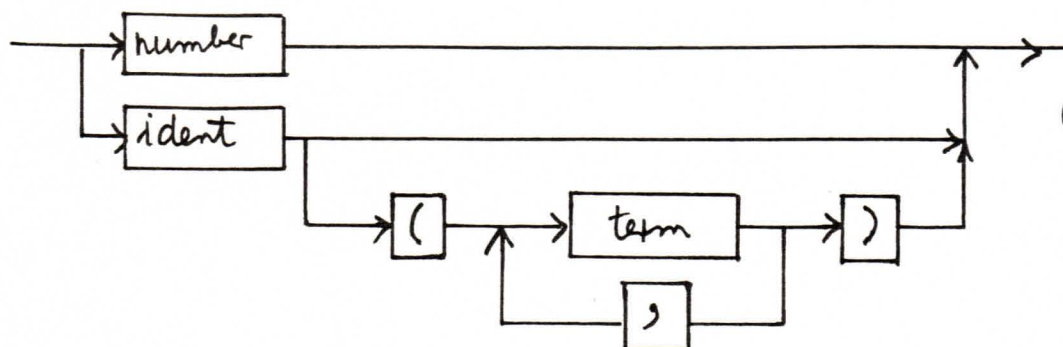 number
ident
( term )
,